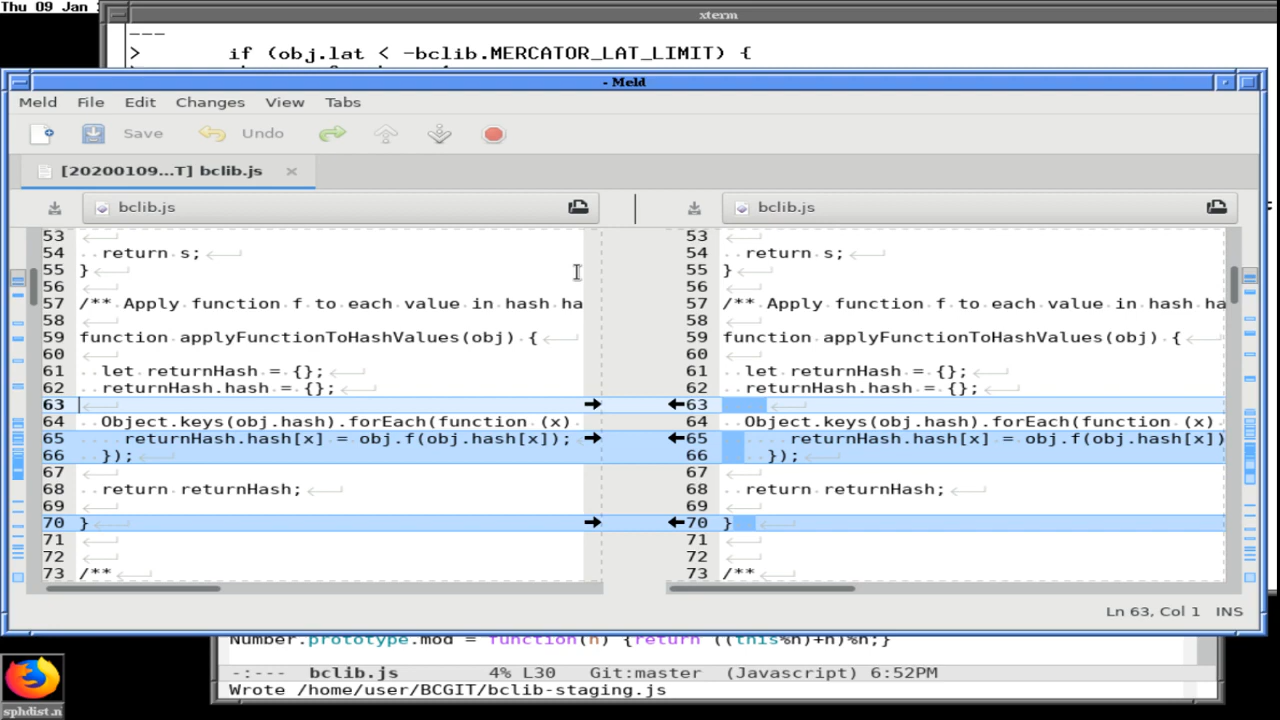 Thu 09 Jan
xterm
---
> if (obj.lat < -bclib.MERCATOR_LAT_LIMIT) {
- Meld
Meld File Edit Changes View Tabs
Save Undo
[20200109...T] bclib.js
bclib.js
53
54 return s;
55 }
56
57 /** Apply function f to each value in hash ha
58
59 function applyFunctionToHashValues(obj) {
60
61 let returnHash = {};
62 returnHash.hash = {};
63
64 Object.keys(obj.hash).forEach(function (x)
65 returnHash.hash[x] = obj.f(obj.hash[x]);
66 });
67
68 return returnHash;
69
70 }
71
72
73 /**
bclib.js
53
54 return s;
55 }
56
57 /** Apply function f to each value in hash ha
58
59 function applyFunctionToHashValues(obj) {
60
61 let returnHash = {};
62 returnHash.hash = {};
63
64 Object.keys(obj.hash).forEach(function (x)
65 returnHash.hash[x] = obj.f(obj.hash[x])
66 });
67
68 return returnHash;
69
70 }
71
72
73 /**
Ln 63, Col 1 INS
Number.prototype.mod = function(n) {return ((this%n)+n)%n;}
-:--- bclib.js 4% L30 Git:master (Javascript) 6:52PM
Wrote /home/user/BCGIT/bclib-staging.js
sphdist.n